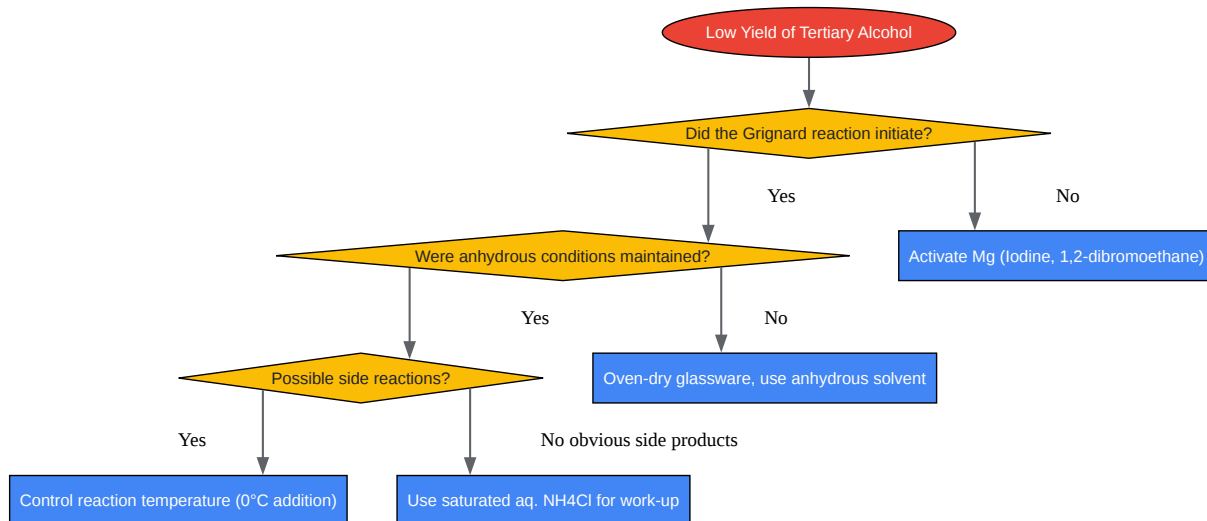 Low Yield of Tertiary Alcohol
Did the Grignard reaction initiate?
Yes
No
Were anhydrous conditions maintained?
Activate Mg (Iodine, 1,2-dibromoethane)
Yes
No
Possible side reactions?
Oven-dry glassware, use anhydrous solvent
Yes
No obvious side products
Control reaction temperature (0°C addition)
Use saturated aq. NH4Cl for work-up